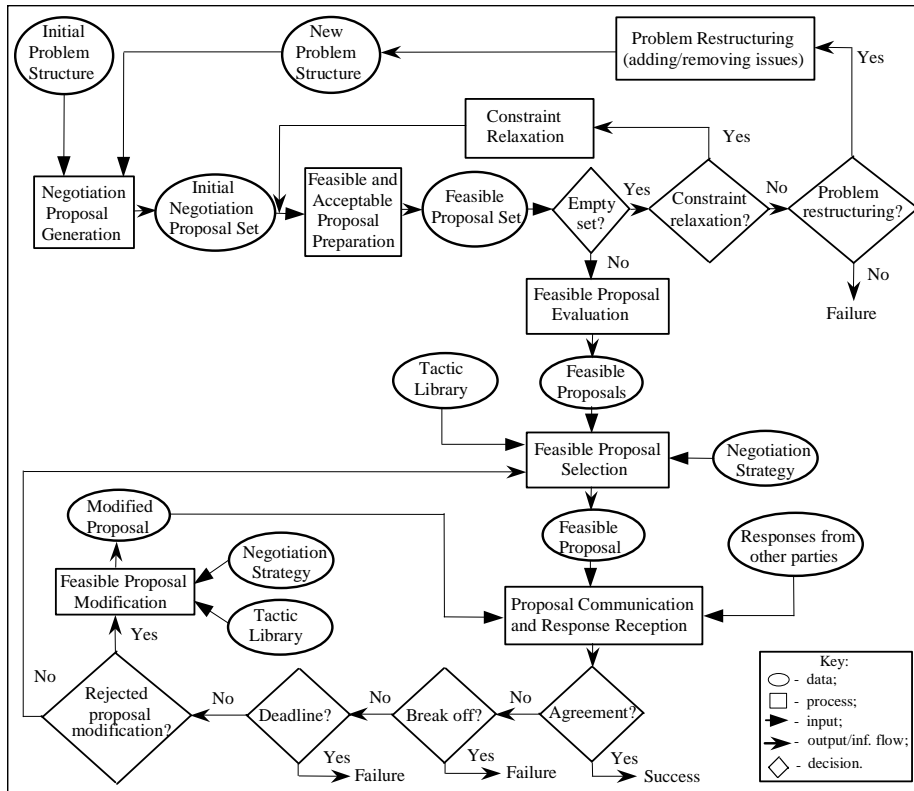 Initial
Problem
Structure
New
Problem
Structure
Problem Restructuring
(adding/removing issues)
Yes
Constraint
Relaxation
Yes
Negotiation
Proposal
Generation
Initial
Negotiation
Proposal Set
Feasible and
Acceptable
Proposal
Preparation
Feasible
Proposal Set
Empty
set?
Yes
Constraint
relaxation?
No
Problem
restructuring?
No
No
Failure
Feasible Proposal
Evaluation
Tactic
Library
Feasible
Proposals
Feasible Proposal
Selection
Negotiation
Strategy
Modified
Proposal
Feasible
Proposal
Responses from
other parties
Negotiation
Strategy
Feasible Proposal
Modification
Tactic
Library
Proposal Communication
and Response Reception
Yes
No
Rejected
proposal
modification?
No
Deadline?
No
Break off?
No
Agreement?
Yes
Failure
Yes
Failure
Yes
Success
Key:
- data;
- process;
- input;
- output/inf. flow;
- decision.